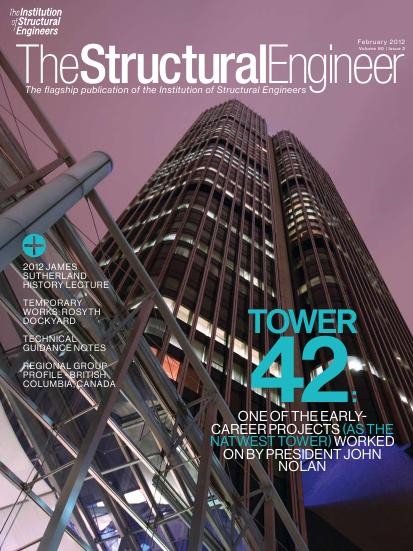 The Institution
of Structural
Engineers
February 2012
Volume 90 | Issue 2
TheStructuralEngineer
The flagship publication of the Institution of Structural Engineers
2012 JAMES
SUTHERLAND
HISTORY LECTURE
TEMPORARY
WORKS: ROSYTH
DOCKYARD
TECHNICAL
GUIDANCE NOTES
REGIONAL GROUP
PROFILE - BRITISH
COLUMBIA, CANADA
TOWER
42:
ONE OF THE EARLY-
CAREER PROJECTS (AS THE
NATWEST TOWER) WORKED
ON BY PRESIDENT JOHN
NOLAN